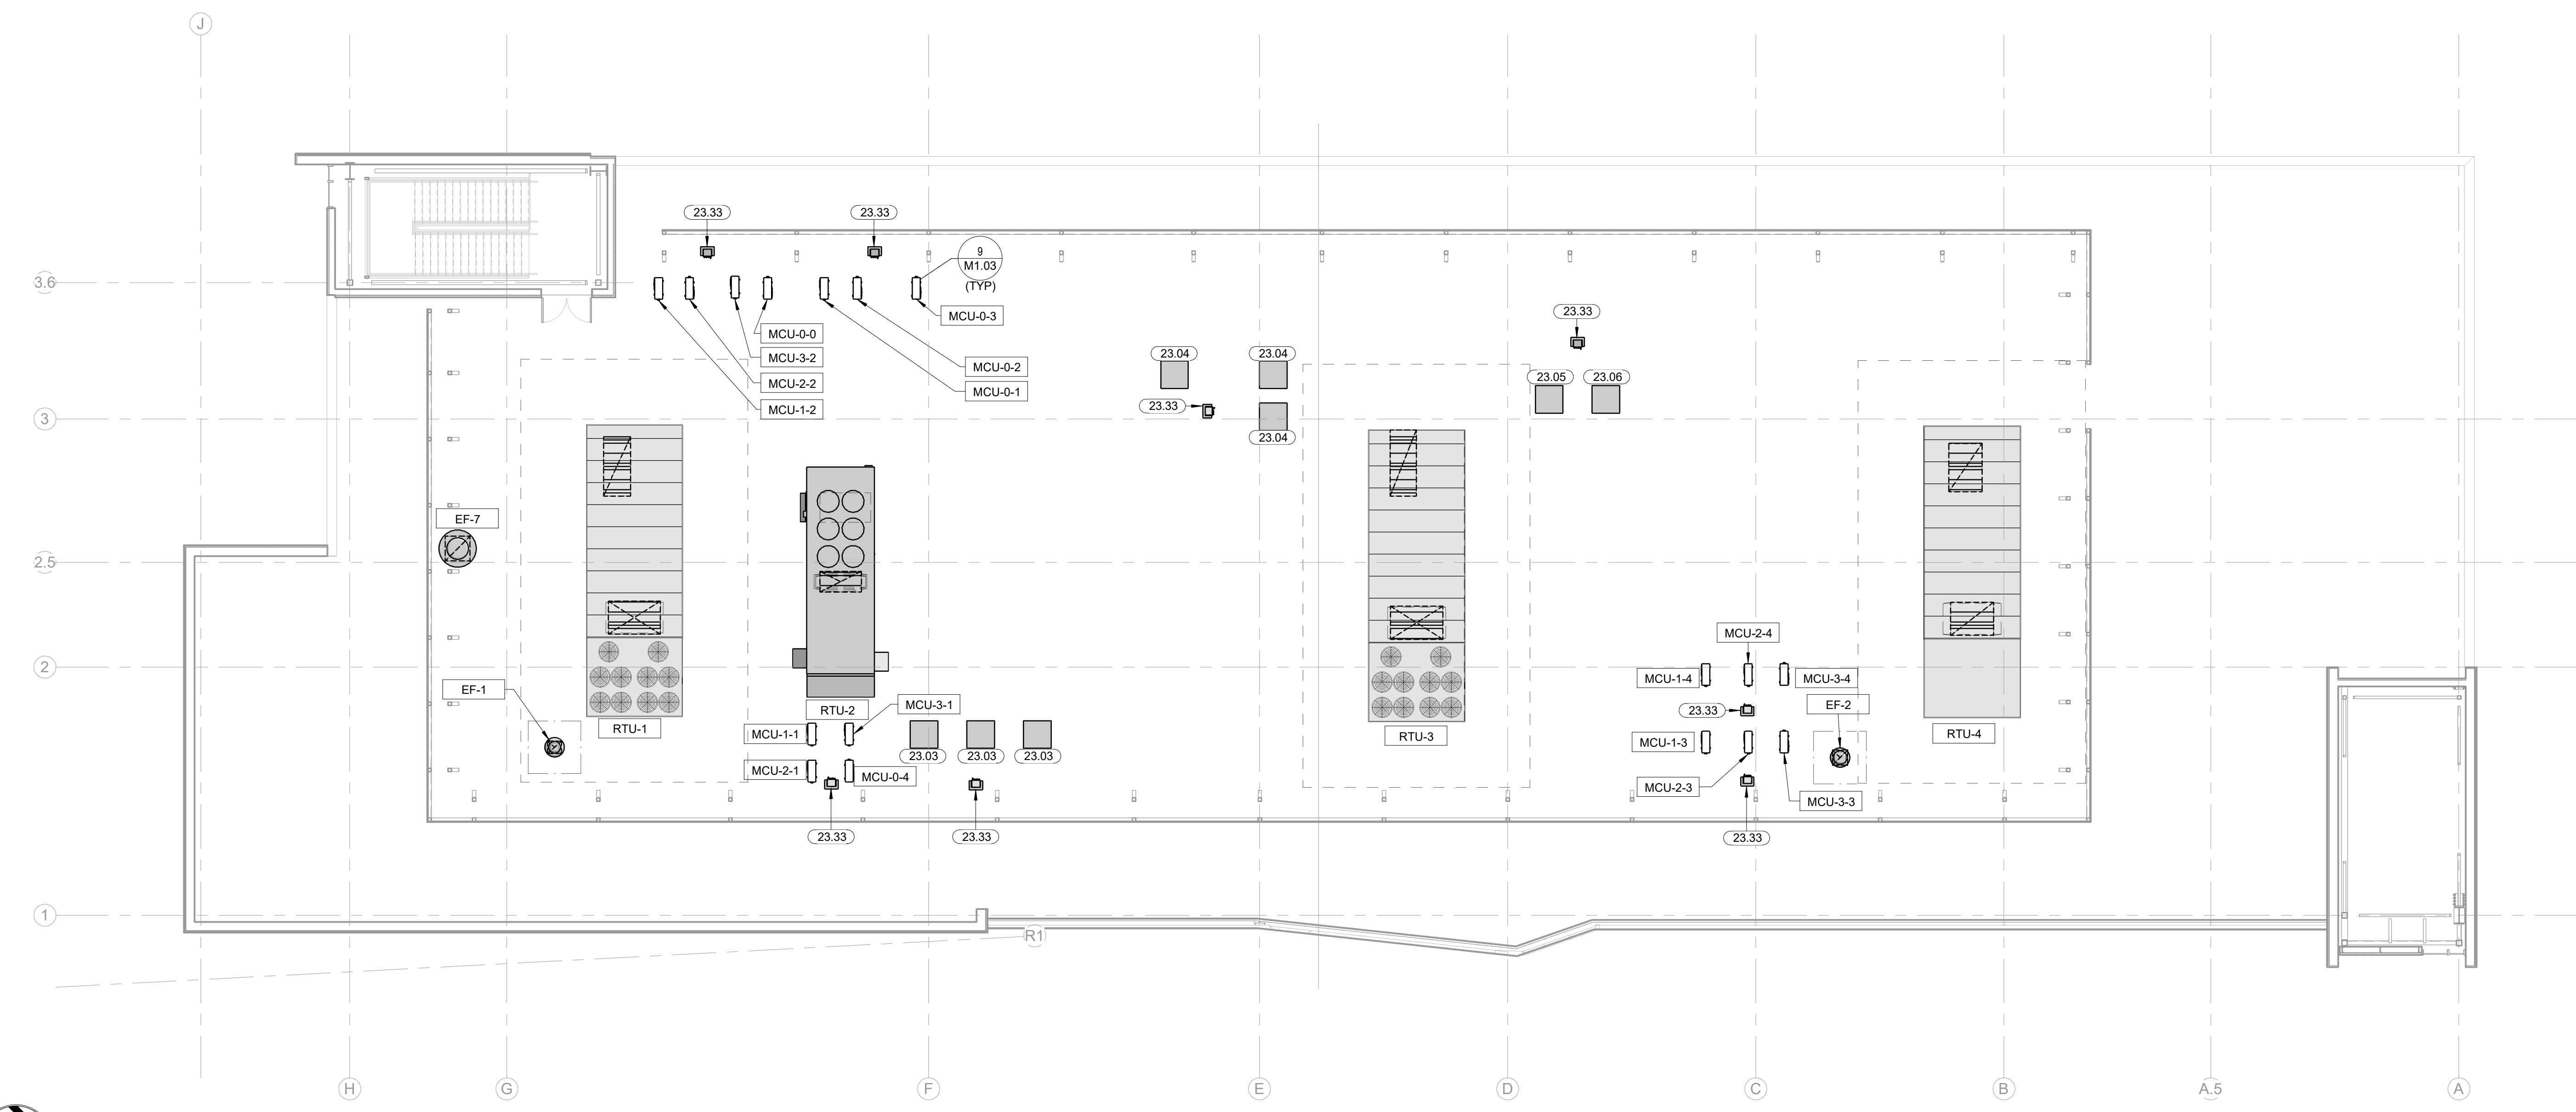 J
23.33
23.33
9
M1.03
(TYP)
3.6
MCU-0-3
23.33
MCU-0-0
MCU-3-2
MCU-2-2
MCU-1-2
MCU-0-2
MCU-0-1
23.04
23.04
23.05
23.06
23.33
3
23.04
EF-7
2.5
MCU-2-4
2
MCU-1-4
MCU-3-4
EF-1
MCU-3-1
23.33
EF-2
RTU-2
RTU-1
MCU-1-1
RTU-3
RTU-4
MCU-1-3
23.03
23.03
23.03
MCU-2-1
MCU-0-4
MCU-2-3
MCU-3-3
23.33
23.33
23.33
1
R1
H
G
F
E
D
C
B
A.5
A